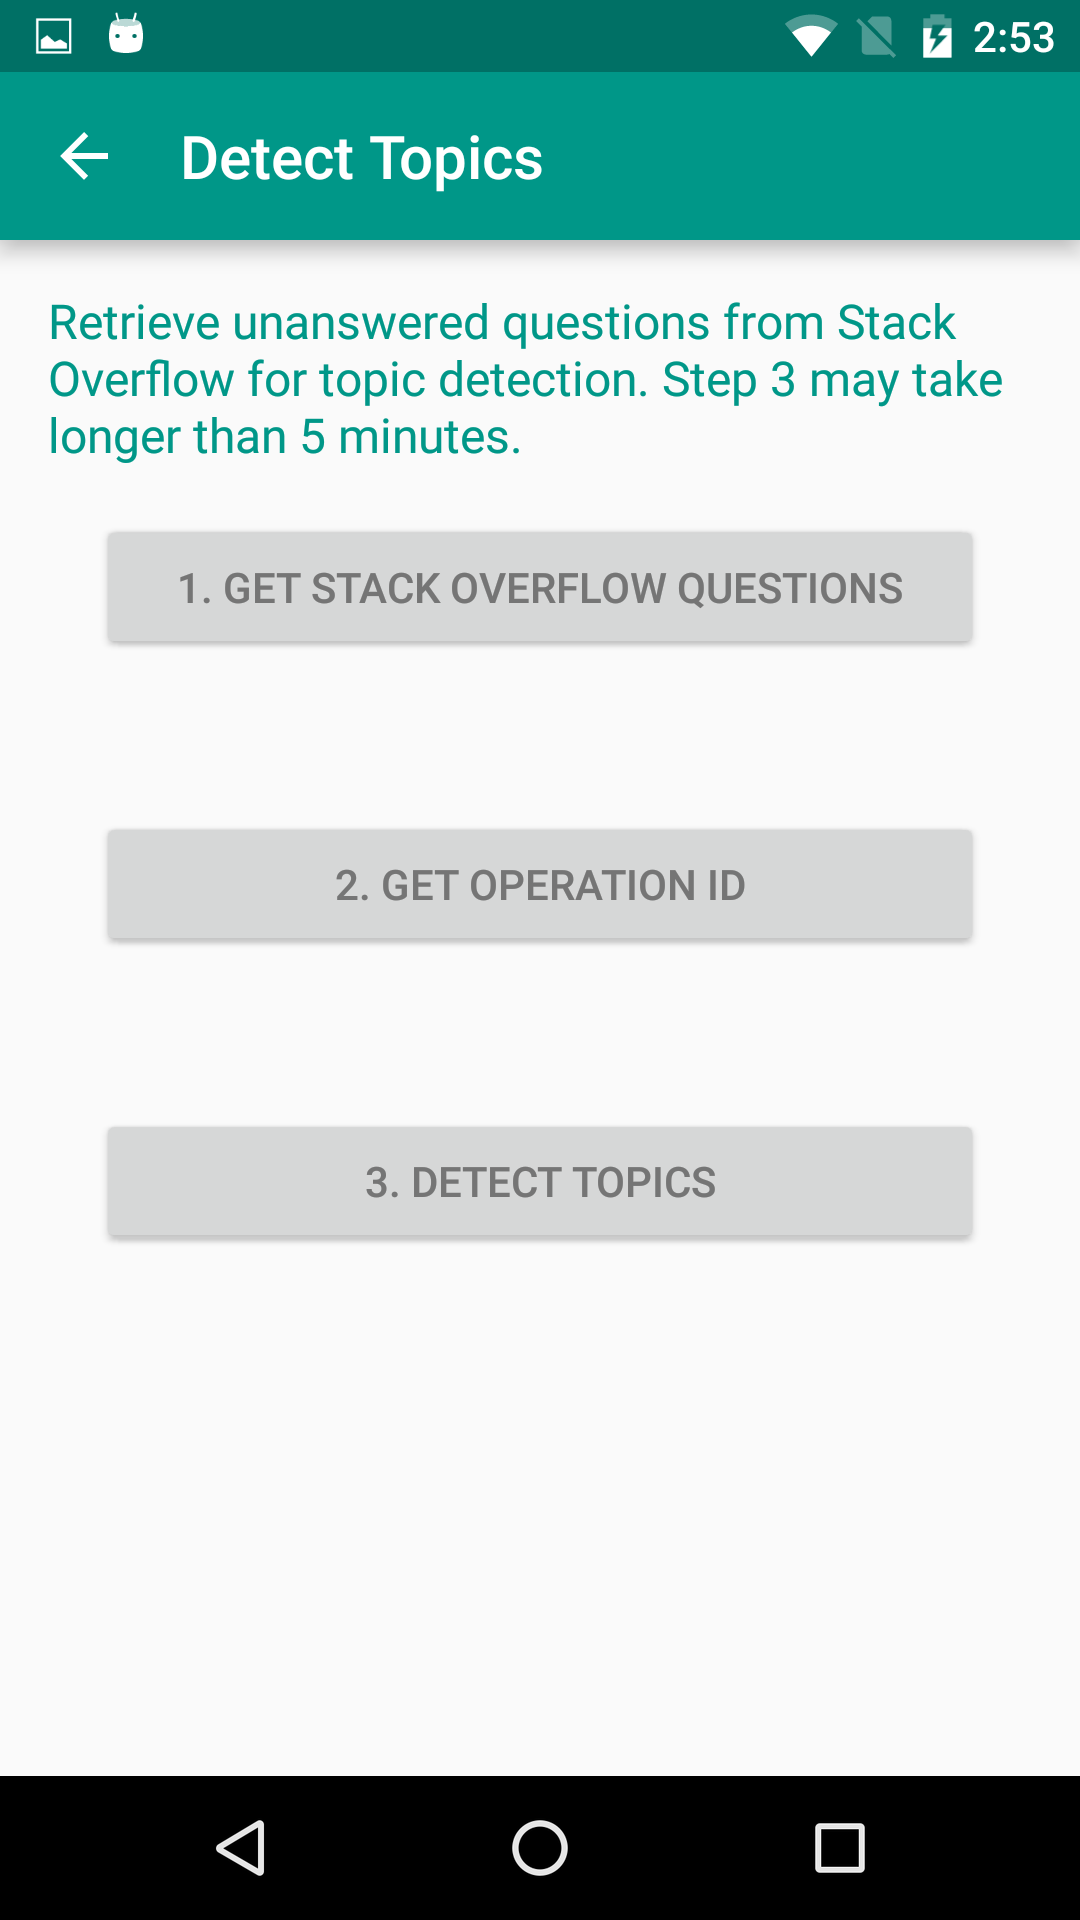 2:53
Detect Topics
Retrieve unanswered questions from Stack
Overflow for topic detection. Step 3 may take
longer than 5 minutes.
1. GET STACK OVERFLOW QUESTIONS
2. GET OPERATION ID
3. DETECT TOPICS